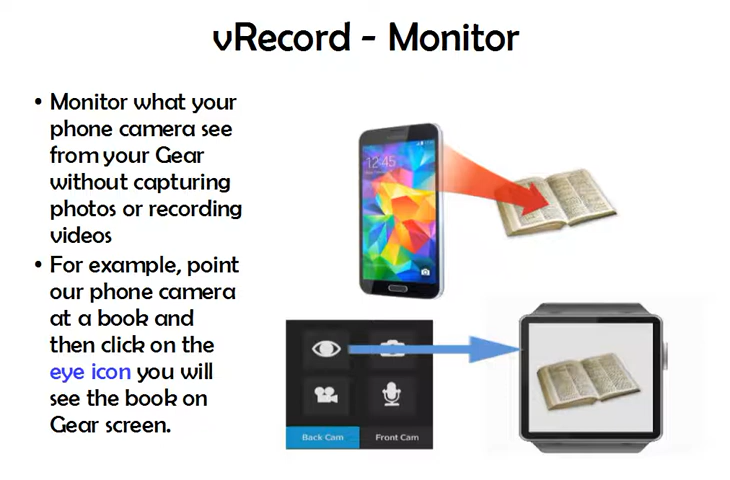 vRecord - Monitor
• Monitor what your
phone camera see
from your Gear
without capturing
photos or recording
videos
• For example, point
our phone camera
at a book and
then click on the
eye icon you will
see the book on
Gear screen.
12:45
Back Cam
Front Cam